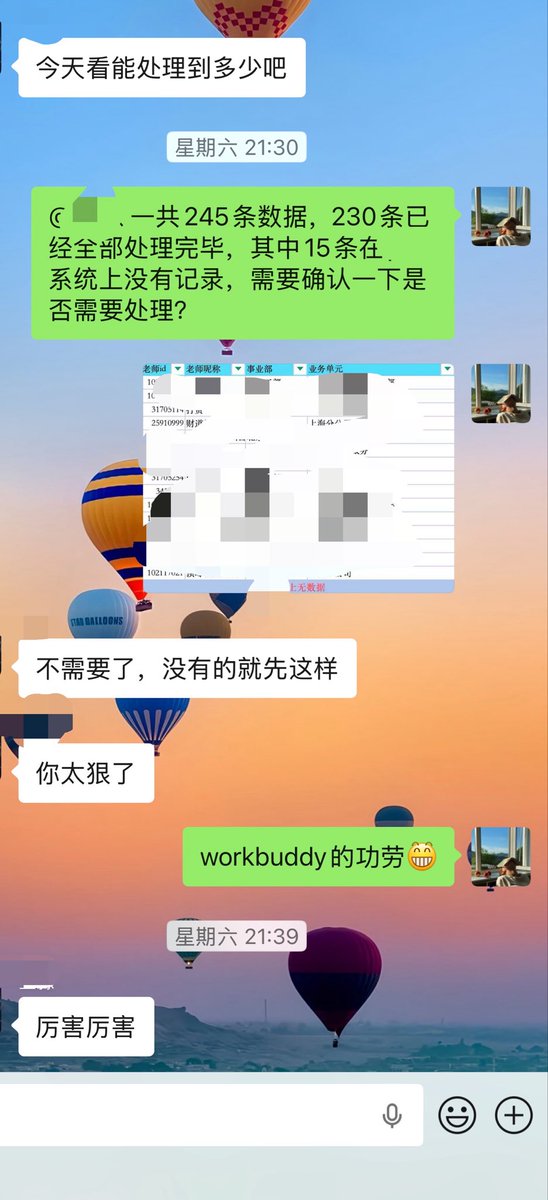 今天看能处理到多少吧
星期六 21:30
一共245条数据，230条已
经全部处理完毕，其中15条在
系统上没有记录，需要确认一下是
否需要处理？
老师id 老师昵称 事业部 业务单元
25910999
上无数据
STAR BALLOONS
不需要了，没有的就先这样
你太狠了
workbuddy的功劳😁
星期六 21:39
厉害厉害